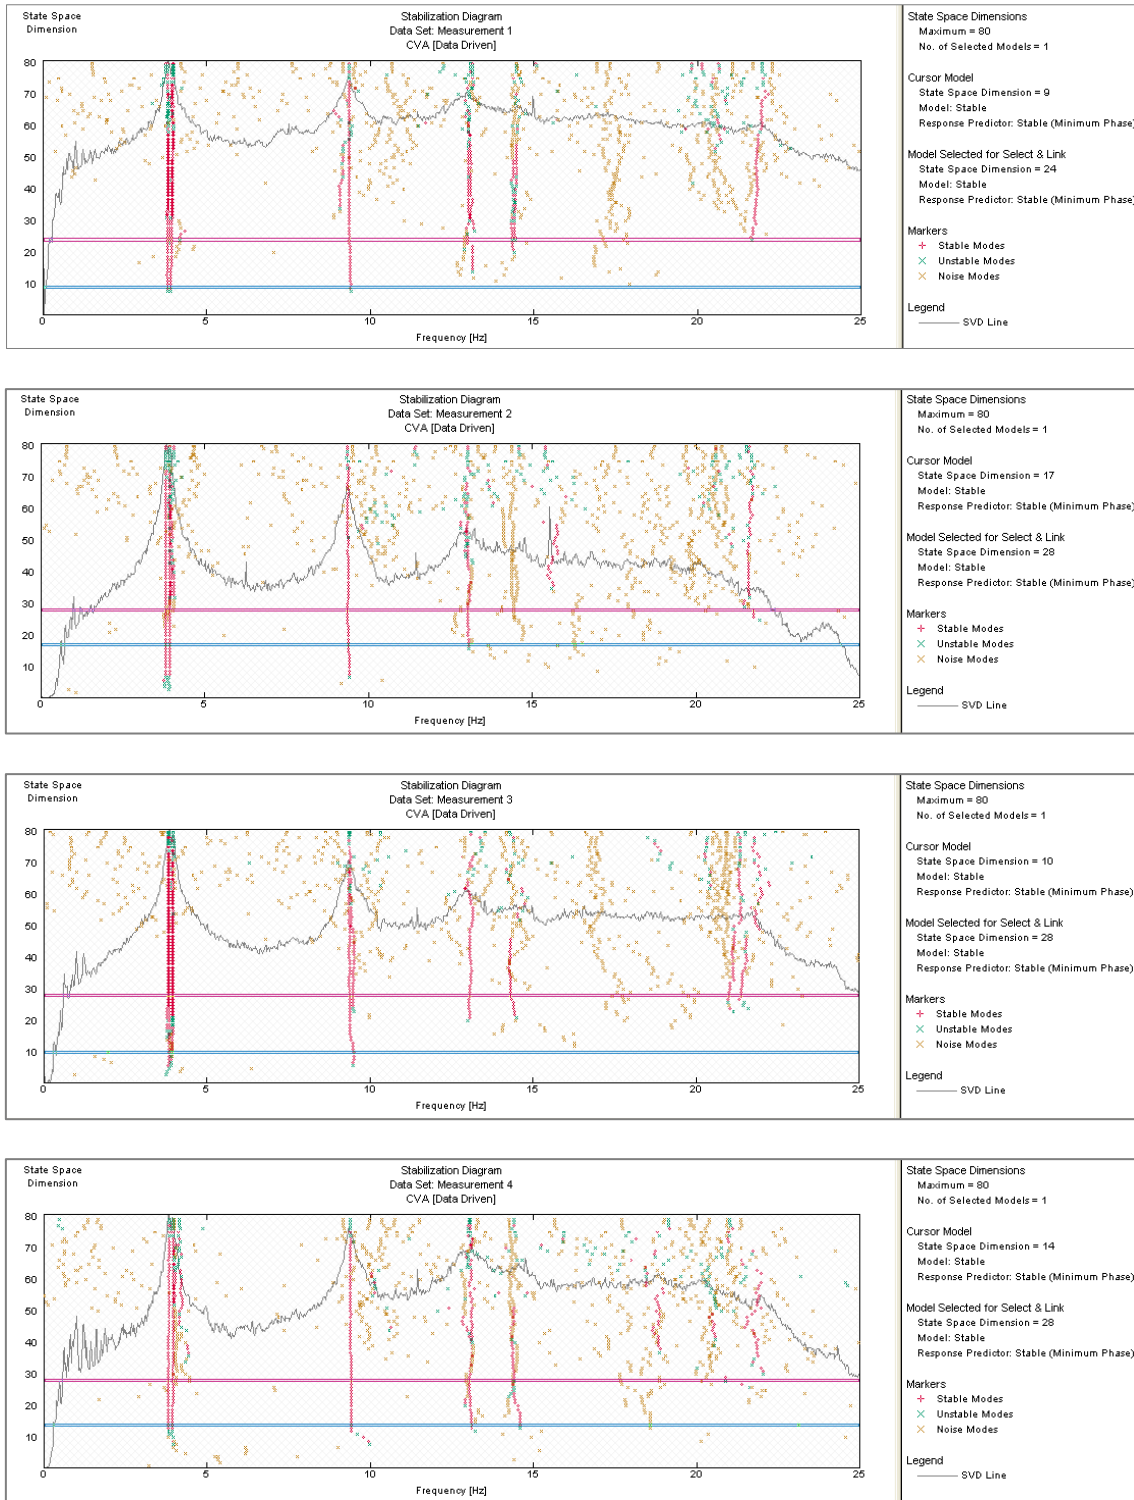 State Space
Dimension
Stabilization Diagram
Data Set: Measurement 1
CVA [Data Driven]
80
70
60
50
40
30
20
10
0
5
10
15
20
25
Frequency [Hz]
State Space Dimensions
Maximum = 80
No. of Selected Models = 1
Cursor Model
State Space Dimension = 9
Model: Stable
Response Predictor: Stable (Minimum Phase)
Model Selected for Select & Link
State Space Dimension = 24
Model: Stable
Response Predictor: Stable (Minimum Phase)
Markers
Stable Modes
Unstable Modes
Noise Modes
Legend
SVD Line
State Space
Dimension
Stabilization Diagram
Data Set: Measurement 2
CVA [Data Driven]
80
70
60
50
40
30
20
10
0
5
10
15
20
25
Frequency [Hz]
State Space Dimensions
Maximum = 80
No. of Selected Models = 1
Cursor Model
State Space Dimension = 17
Model: Stable
Response Predictor: Stable (Minimum Phase)
Model Selected for Select & Link
State Space Dimension = 28
Model: Stable
Response Predictor: Stable (Minimum Phase)
Markers
Stable Modes
Unstable Modes
Noise Modes
Legend
SVD Line
State Space
Dimension
Stabilization Diagram
Data Set: Measurement 3
CVA [Data Driven]
80
70
60
50
40
30
20
10
0
5
10
15
20
25
Frequency [Hz]
State Space Dimensions
Maximum = 80
No. of Selected Models = 1
Cursor Model
State Space Dimension = 10
Model: Stable
Response Predictor: Stable (Minimum Phase)
Model Selected for Select & Link
State Space Dimension = 28
Model: Stable
Response Predictor: Stable (Minimum Phase)
Markers
Stable Modes
Unstable Modes
Noise Modes
Legend
SVD Line
State Space
Dimension
Stabilization Diagram
Data Set: Measurement 4
CVA [Data Driven]
80
70
60
50
40
30
20
10
0
5
10
15
20
25
Frequency [Hz]
State Space Dimensions
Maximum = 80
No. of Selected Models = 1
Cursor Model
State Space Dimension = 14
Model: Stable
Response Predictor: Stable (Minimum Phase)
Model Selected for Select & Link
State Space Dimension = 28
Model: Stable
Response Predictor: Stable (Minimum Phase)
Markers
Stable Modes
Unstable Modes
Noise Modes
Legend
SVD Line